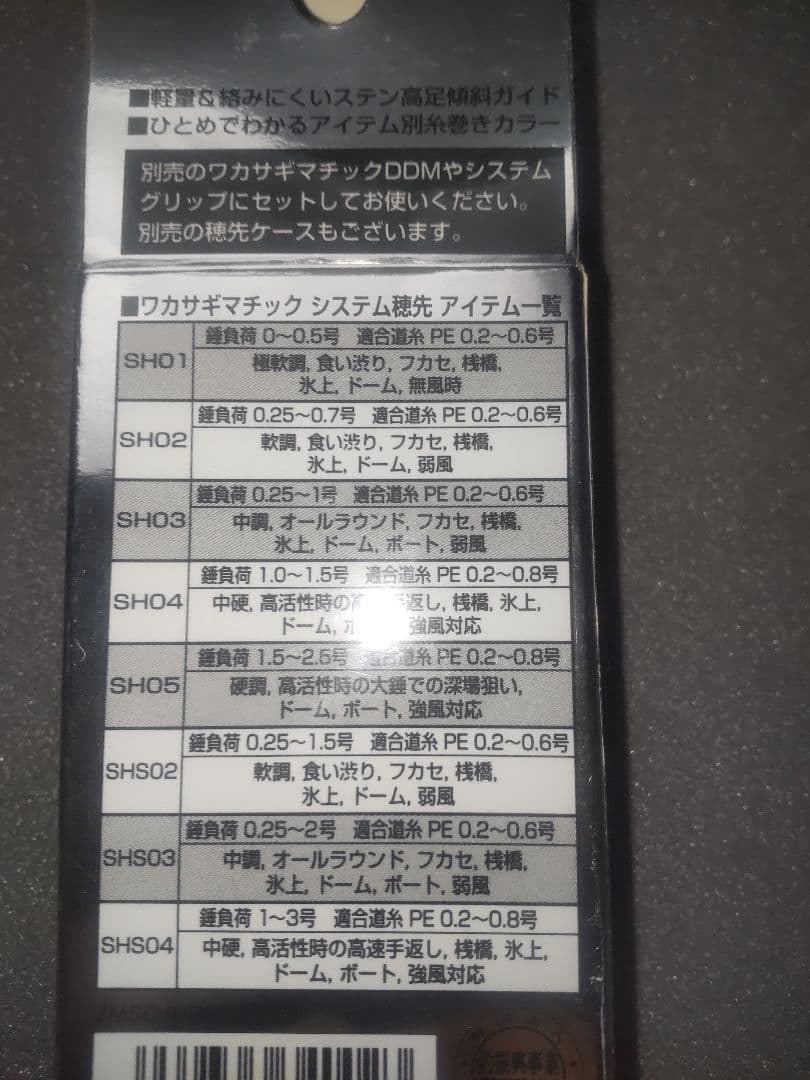 ■軽量&絡みにくいステン高足傾斜ガイド
■ひとめでわかるアイテム別糸巻きカラー
別売のワカサギマチックDDMやシステム
グリップにセットしてお使いください。
別売の穂先ケースもございます。
■ワカサギマチック システム穂先 アイテム一覧
SH01
錘負荷 0～0.5号 適合道糸 PE 0.2～0.6号
極軟調, 食い渋り, フカセ, 桟橋,
氷上, ドーム, 無風時
SH02
錘負荷 0.25～0.7号 適合道糸 PE 0.2～0.6号
軟調, 食い渋り, フカセ, 桟橋,
氷上, ドーム, 弱風
SH03
錘負荷 0.25～1号 適合道糸 PE 0.2～0.6号
中調, オールラウンド, フカセ, 桟橋,
氷上, ドーム, ボート, 弱風
SH04
錘負荷 1.0～1.5号 適合道糸 PE 0.2～0.8号
中硬, 高活性時の高 手返し, 桟橋, 氷上,
ドーム, 強風対応
SH05
錘負荷 1.5～2.5号 適合道糸 PE 0.2～0.8号
硬調, 高活性時の大錘での深場狙い,
ドーム, ボート, 強風対応
SHS02
錘負荷 0.25～1.5号 適合道糸 PE 0.2～0.6号
軟調, 食い渋り, フカセ, 桟橋,
氷上, ドーム, 弱風
SHS03
錘負荷 0.25～2号 適合道糸 PE 0.2～0.6号
中調, オールラウンド, フカセ, 桟橋,
氷上, ドーム, ボート, 弱風
SHS04
錘負荷 1～3号 適合道糸 PE 0.2～0.8号
中硬, 高活性時の高速手返し, 桟橋, 氷上,
ドーム, ボート, 強風対応
振興事業